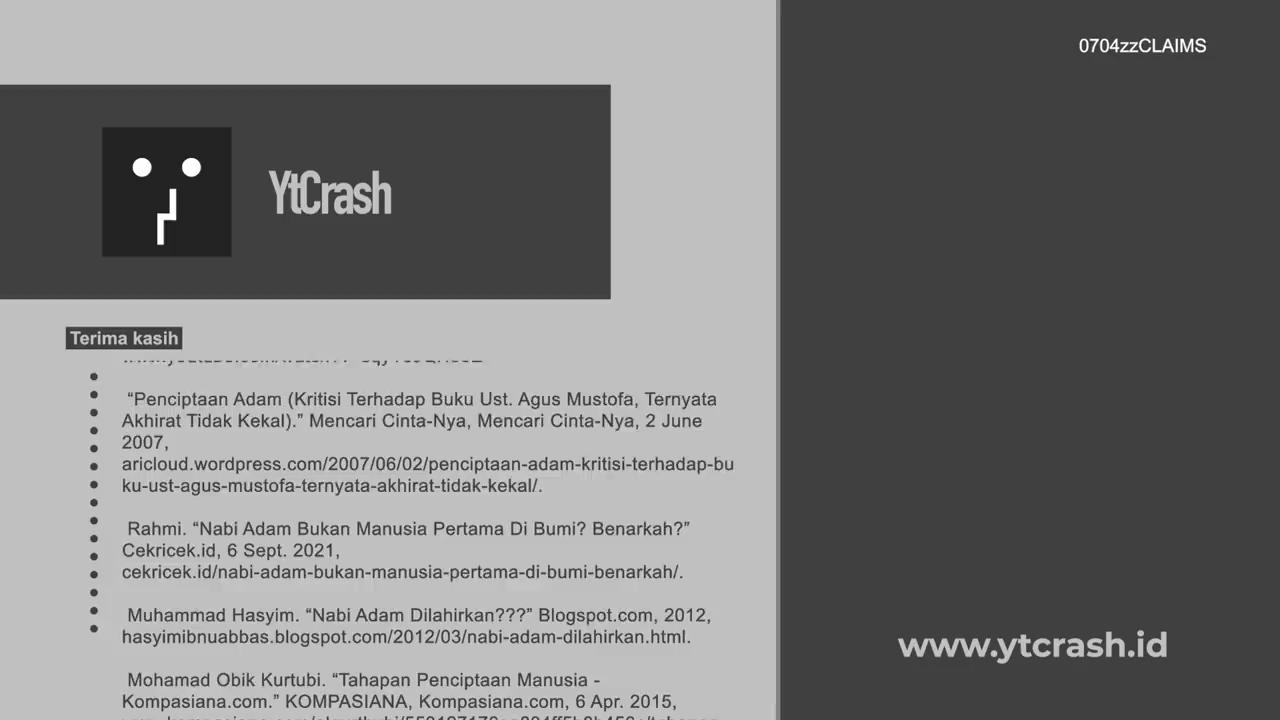 0704zzCLAIMS
YtCrash
Terima kasih
“Penciptaan Adam (Kritisi Terhadap Buku Ust. Agus Mustofa, Ternyata
Akhirat Tidak Kekal).” Mencari Cinta-Nya, Mencari Cinta-Nya, 2 June
2007,
aricloud.wordpress.com/2007/06/02/penciptaan-adam-kritisi-terhadap-bu
ku-ust-agus-mustofa-ternyata-akhirat-tidak-kekal/.
Rahmi. “Nabi Adam Bukan Manusia Pertama Di Bumi? Benarkah?”
Cekricek.id, 6 Sept. 2021,
cekricek.id/nabi-adam-bukan-manusia-pertama-di-bumi-benarkah/.
Muhammad Hasyim. “Nabi Adam Dilahirkan???” Blogspot.com, 2012,
hasyimibnuabbas.blogspot.com/2012/03/nabi-adam-dilahirkan.html.
Mohamad Obik Kurtubi. “Tahapan Penciptaan Manusia -
Kompasiana.com.” KOMPASIANA, Kompasiana.com, 6 Apr. 2015,
www.ytcrash.id